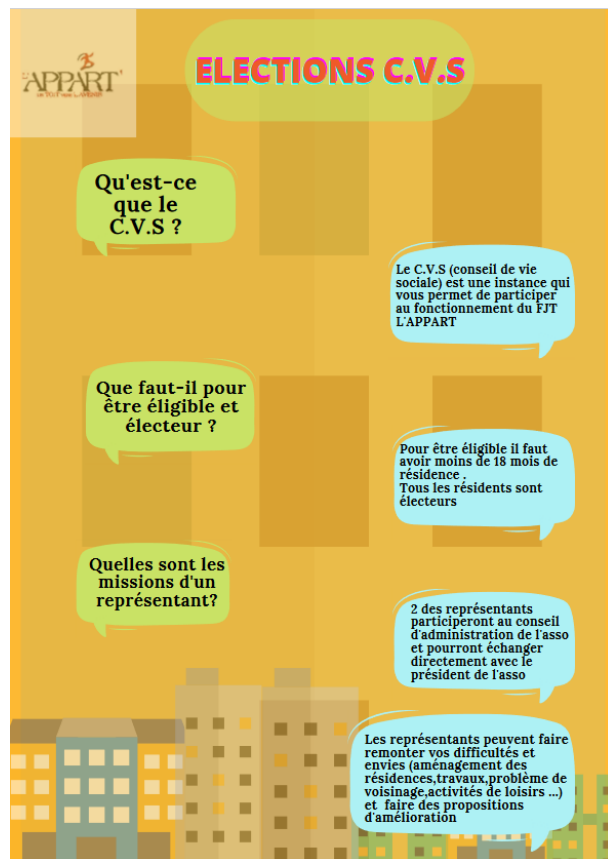 L'APPART'
ELECTIONS C.V.S
Qu'est-ce
que le
C.V.S ?
Le C.V.S (conseil de vie
sociale) est une instance qui
vous permet de participer
au fonctionnement du FJT
L'APPART
Que faut-il pour
être éligible et
électeur ?
Pour être éligible il faut
avoir moins de 18 mois de
résidence .
Tous les résidents sont
électeurs
Quelles sont les
missions d'un
représentant?
2 des représentants
participeront au conseil
d'administration de l'asso
et pourront échanger
directement avec le
président de l'asso
Les représentants peuvent faire
remonter vos difficultés et
envies (aménagement des
résidences,travaux,problème de
voisinage,activités de loisirs ...)
et  faire des propositions
d'amélioration